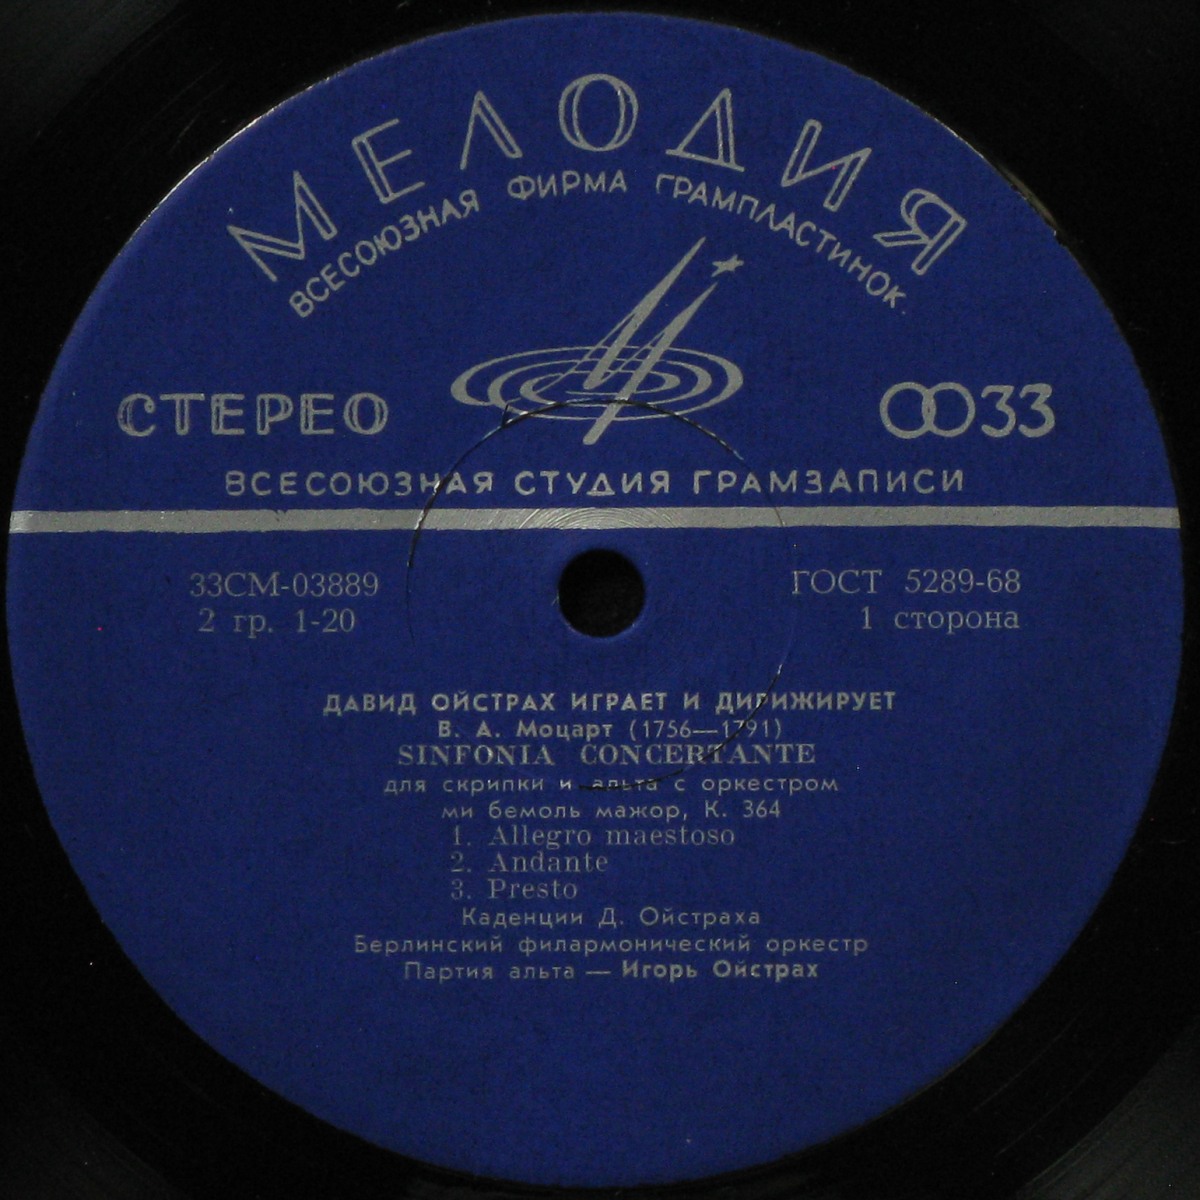 МЕЛОДИЯ
ВСЕСОЮЗНАЯ ФИРМА ГРАМПЛАСТИНОК
СТЕРЕО
33
ВСЕСОЮЗНАЯ СТУДИЯ ГРАМЗАПИСИ
33СМ-03889
ГОСТ 5289-68
2 гр. 1-20
1 сторона
ДАВИД ОЙСТРАХ ИГРАЕТ И ДИРИЖИРУЕТ
В. А. Моцарт (1756—1791)
SINFONIA CONCERTANTE
для скрипки и альта с оркестром
ми бемоль мажор, К. 364
1. Allegro maestoso
2. Andante
3. Presto
Каденции Д. Ойстраха
Берлинский филармонический оркестр
Партия альта — Игорь Ойстрах